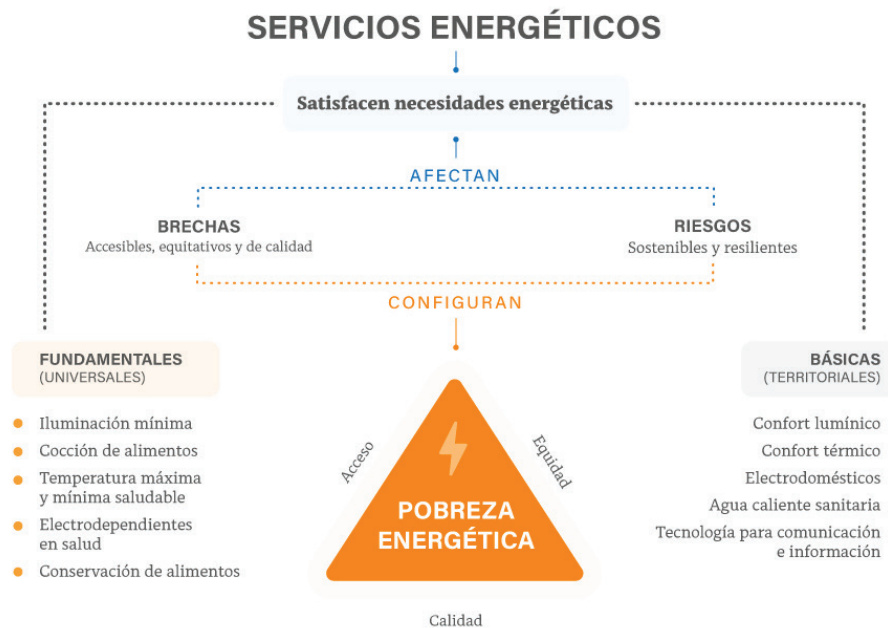 SERVICIOS ENERGÉTICOS
Satisfacen necesidades energéticas
AFECTAN
BRECHAS
Accesibles, equitativos y de calidad
RIESGOS
Sostenibles y resilientes
CONFIGURAN
FUNDAMENTALES
(UNIVERSALES)
Iluminación mínima
Cocción de alimentos
Temperatura máxima
y mínima saludable
Electrodependientes
en salud
Conservación de alimentos
Acceso
Equidad
POBREZA
ENERGÉTICA
Calidad
BÁSICAS
(TERRITORIALES)
Confort lumínico
Confort térmico
Electrodomésticos
Agua caliente sanitaria
Tecnología para comunicación
e información